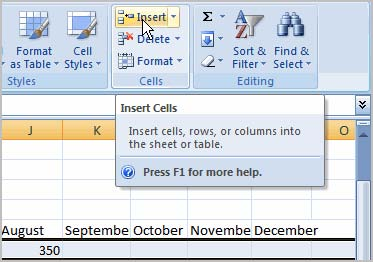 Insert
Σ
Format as Table
Cell Styles
Delete
Format
Sort & Filter
Find & Select
Styles
Cells
Editing
Insert Cells
Insert cells, rows, or columns into
the sheet or table.
Press F1 for more help.
J K O
August Septembe October Novembe December
350